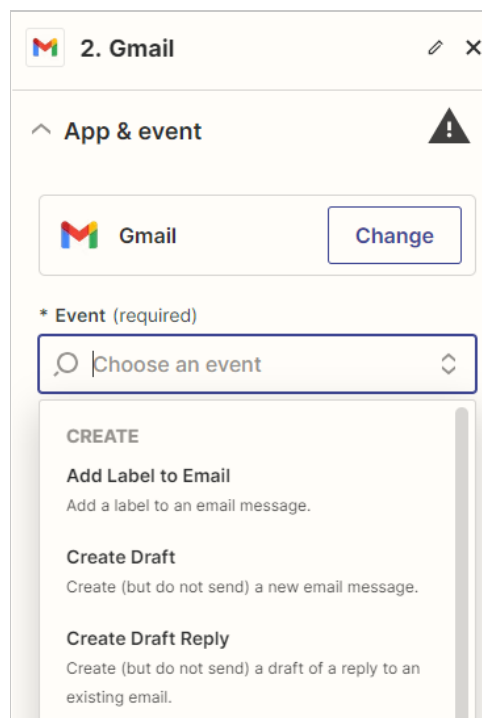 2. Gmail
App & event
Gmail
Change
* Event (required)
Choose an event
CREATE
Add Label to Email
Add a label to an email message.
Create Draft
Create (but do not send) a new email message.
Create Draft Reply
Create (but do not send) a draft of a reply to an
existing email.